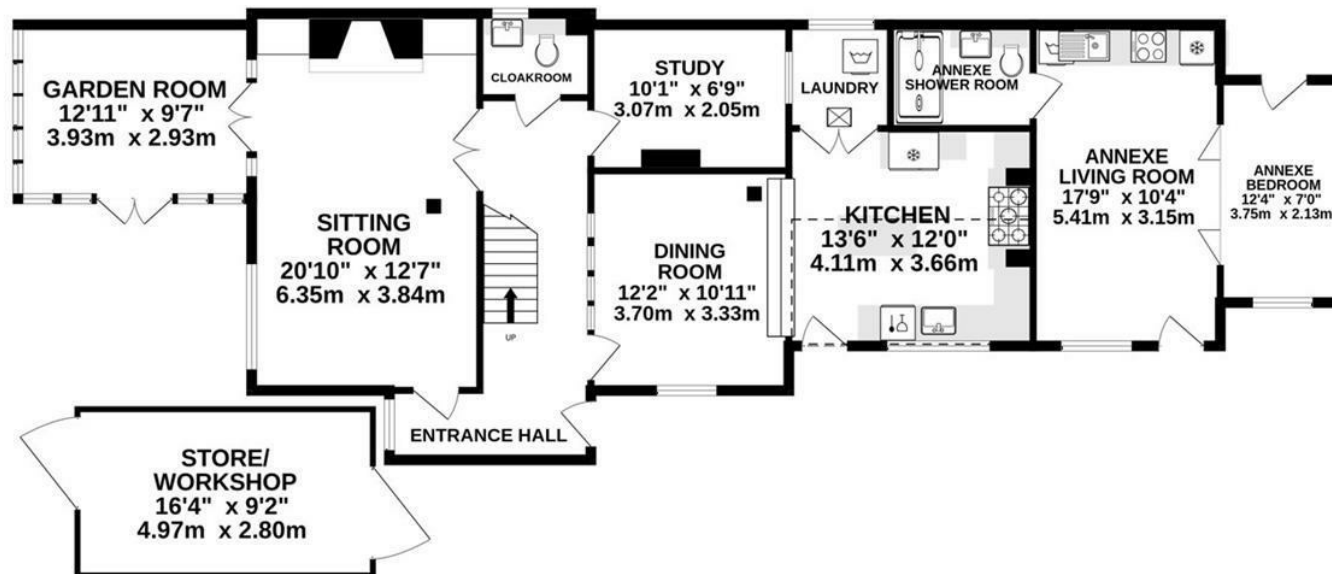 GARDEN ROOM
12'11" x 9'7"
3.93m x 2.93m
SITTING
ROOM
20'10" x 12'7"
6.35m x 3.84m
CLOAKROOM
UP
ENTRANCE HALL
STUDY
10'1" x 6'9"
3.07m x 2.05m
DINING
ROOM
12'2" x 10'11"
3.70m x 3.33m
LAUNDRY
KITCHEN
13'6" x 12'0"
4.11m x 3.66m
ANNEXE
SHOWER ROOM
ANNEXE
LIVING ROOM
17'9" x 10'4"
5.41m x 3.15m
ANNEXE
BEDROOM
12'4" x 7'0"
3.75m x 2.13m
STORE/
WORKSHOP
16'4" x 9'2"
4.97m x 2.80m